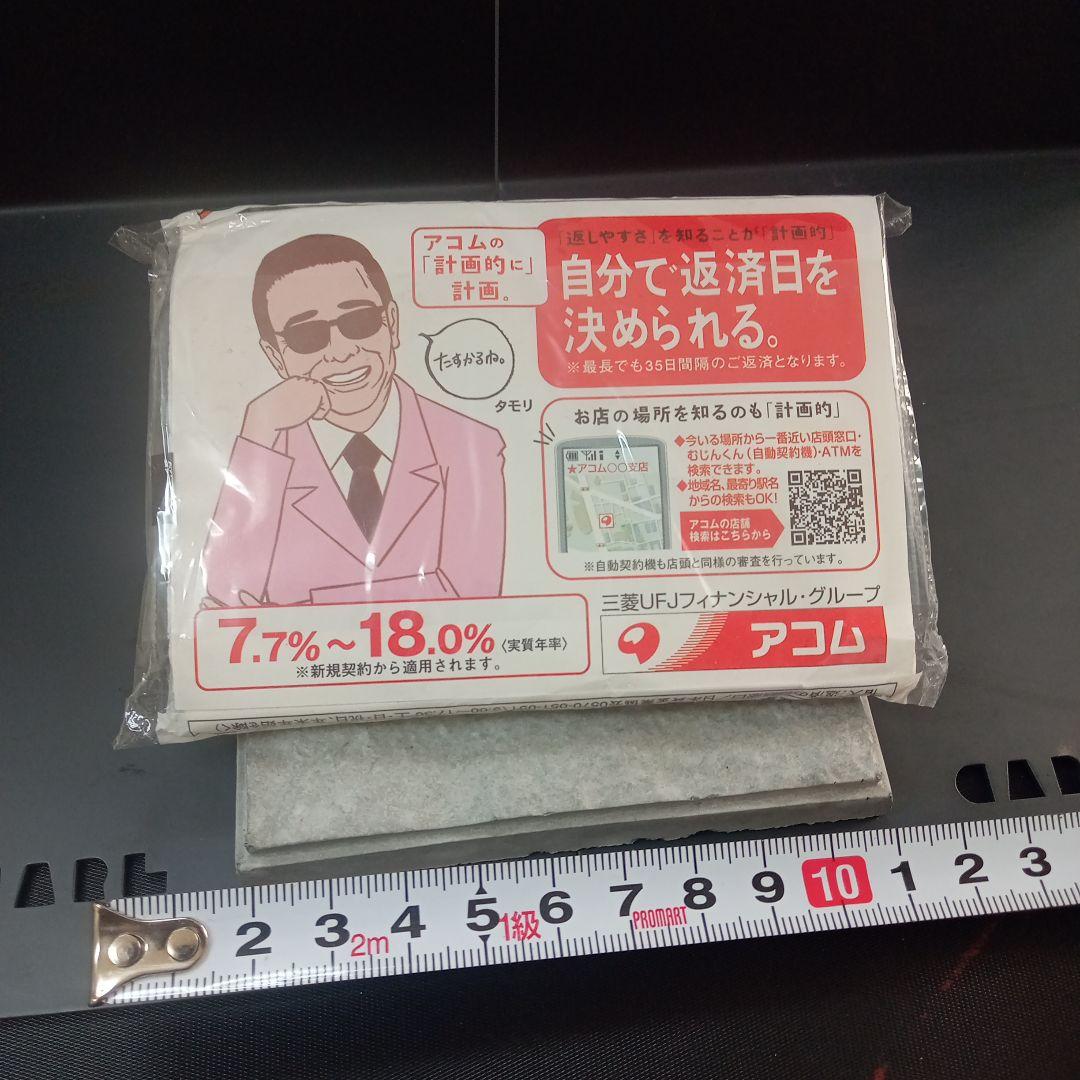 アコムの
「計画的に」
計画。
「返しやすさ」を知ることが「計画的」
自分で返済日を
決められる。
※最長でも35日間隔のご返済となります。
たすかるね。
タモリ
お店の場所を知るのも「計画的」
★アコム〇〇支店
◆今いる場所から一番近い店頭窓口・
むじんくん(自動契約機)・ATMを
検索できます。
◆地域名、最寄り駅名
からの検索もOK!
アコムの店舗
検索はこちらから
※自動契約機も店頭と同様の審査を行っています。
7.7%～18.0%〈実質年率〉
※新規契約から適用されます。
三菱UFJフィナンシャル・グループ
アコム
2 3 4 5 6 7 8 9 10 1 2 3
2m 1級 PROMART